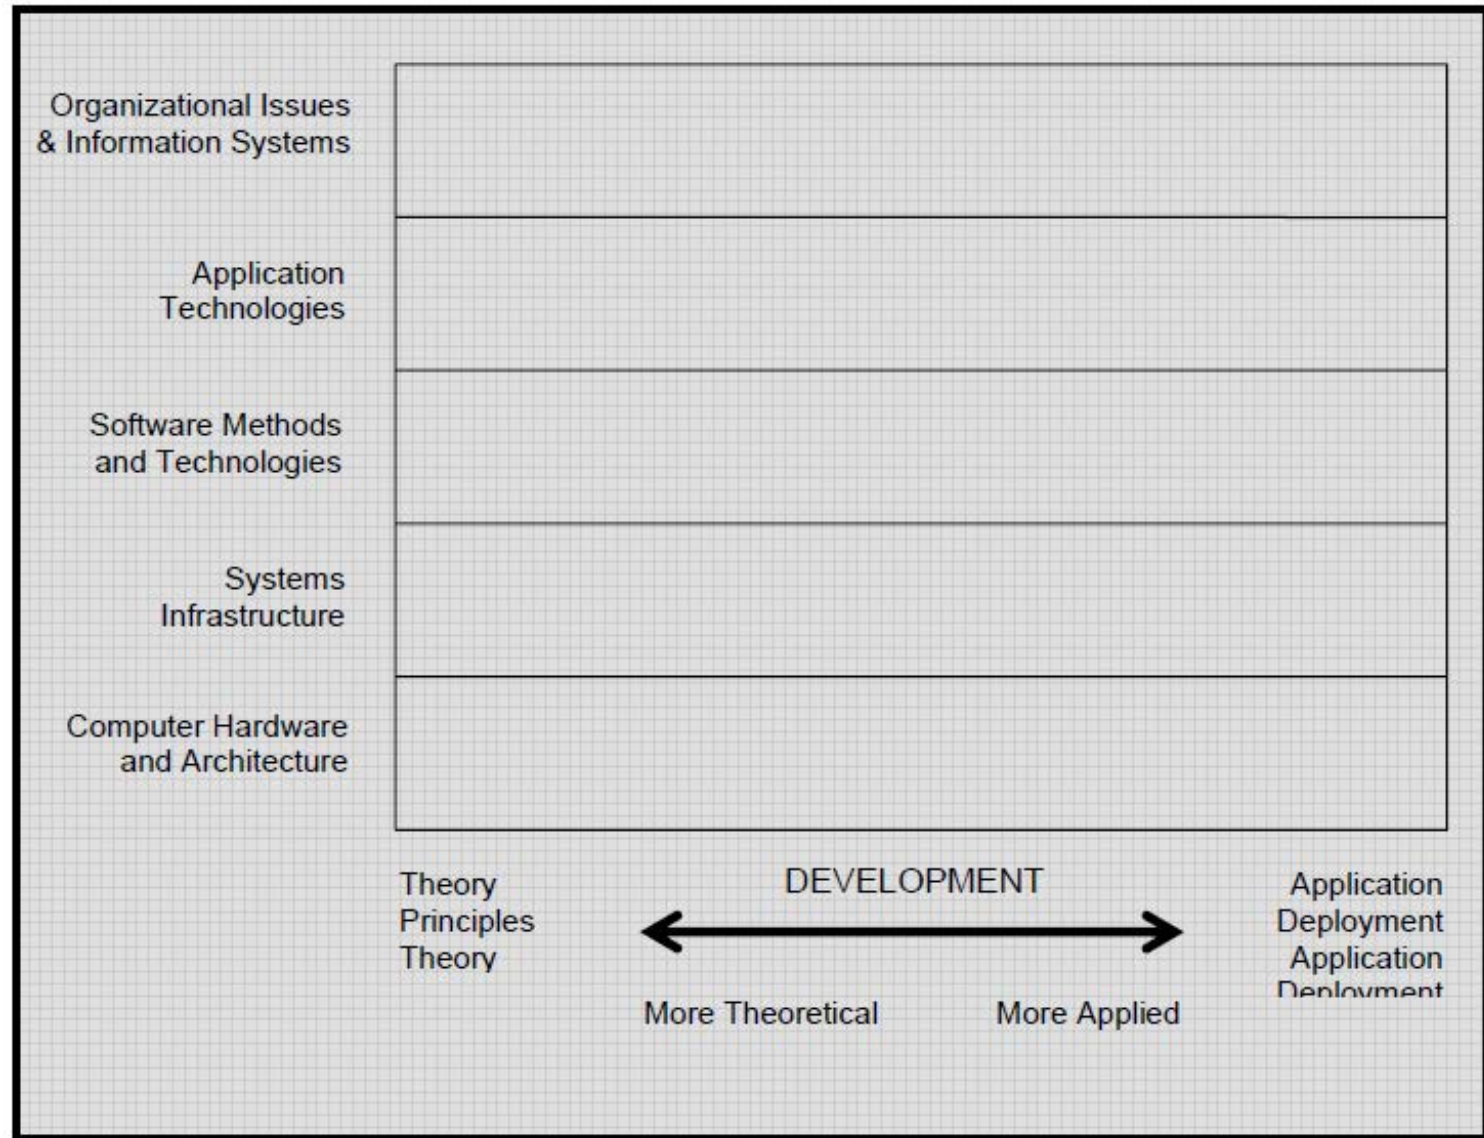 Organizational Issues
& Information Systems
Application
Technologies
Software Methods
and Technologies
Systems
Infrastructure
Computer Hardware
and Architecture
Theory
Principles
Theory
DEVELOPMENT
Application
Deployment
Application
Deployment
More Theoretical
More Applied